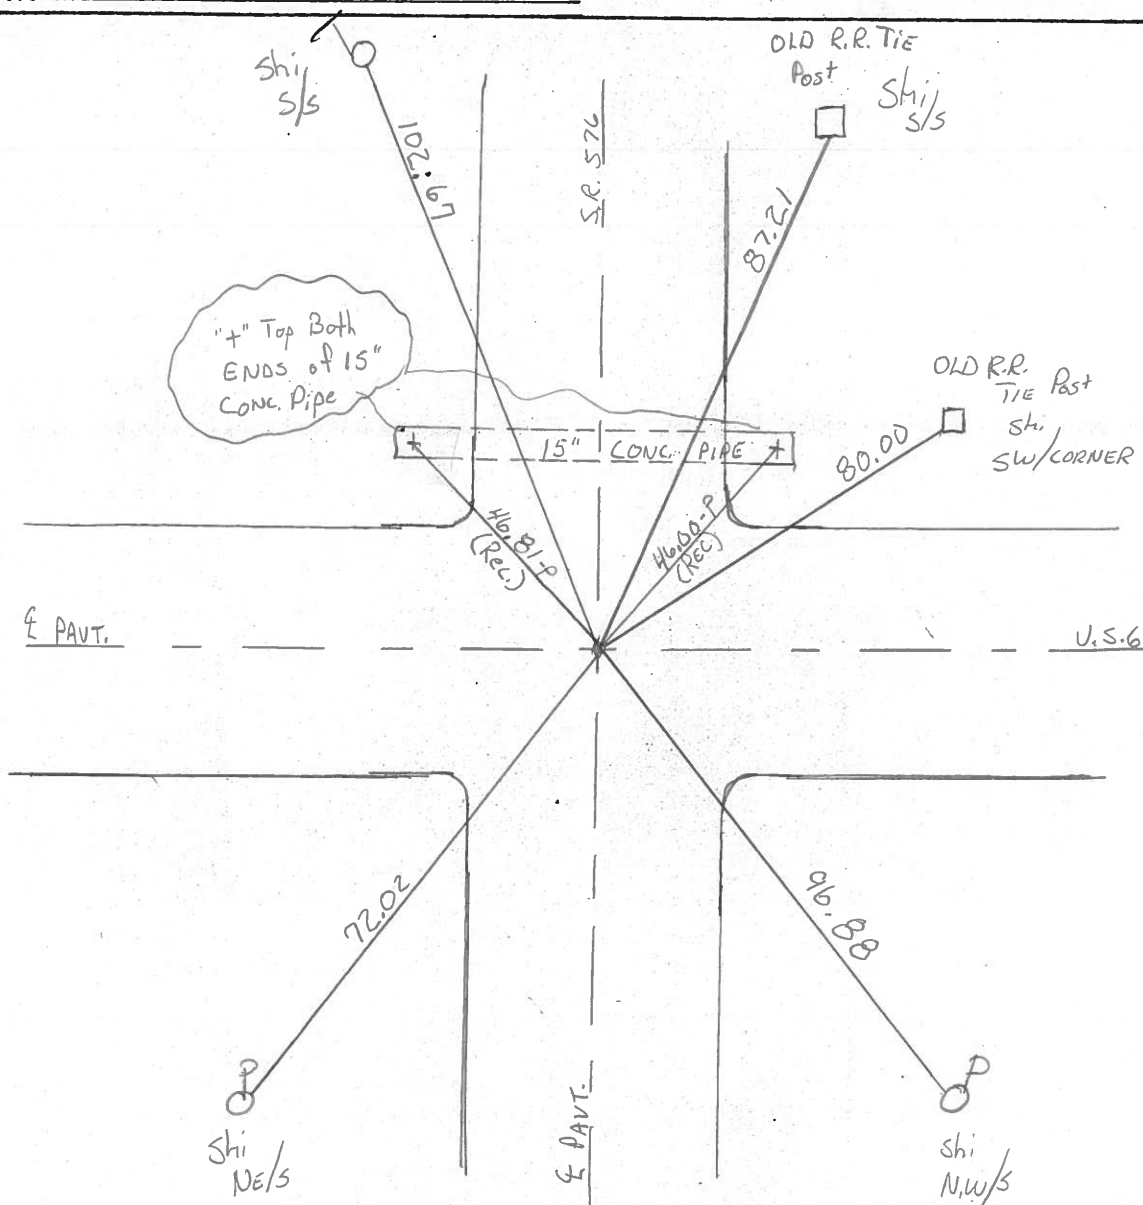 Shi
S/S
OLD R.R. TIE
Post
Shi
S/S
102.67
S.R. 576
87.21
"+" Top Both
ENDS of 15"
CONC. Pipe
OLD R.R.
TIE Post
Shi
SW/CORNER
+ 15" CONC. PIPE +
80.00
46.81-P
(REC.)
46.00-P
(REC)
℄ PAVT.
U.S.6
72.02
96.88
P
P
℄ PAVT.
Shi
NE/S
Shi
N.W/S